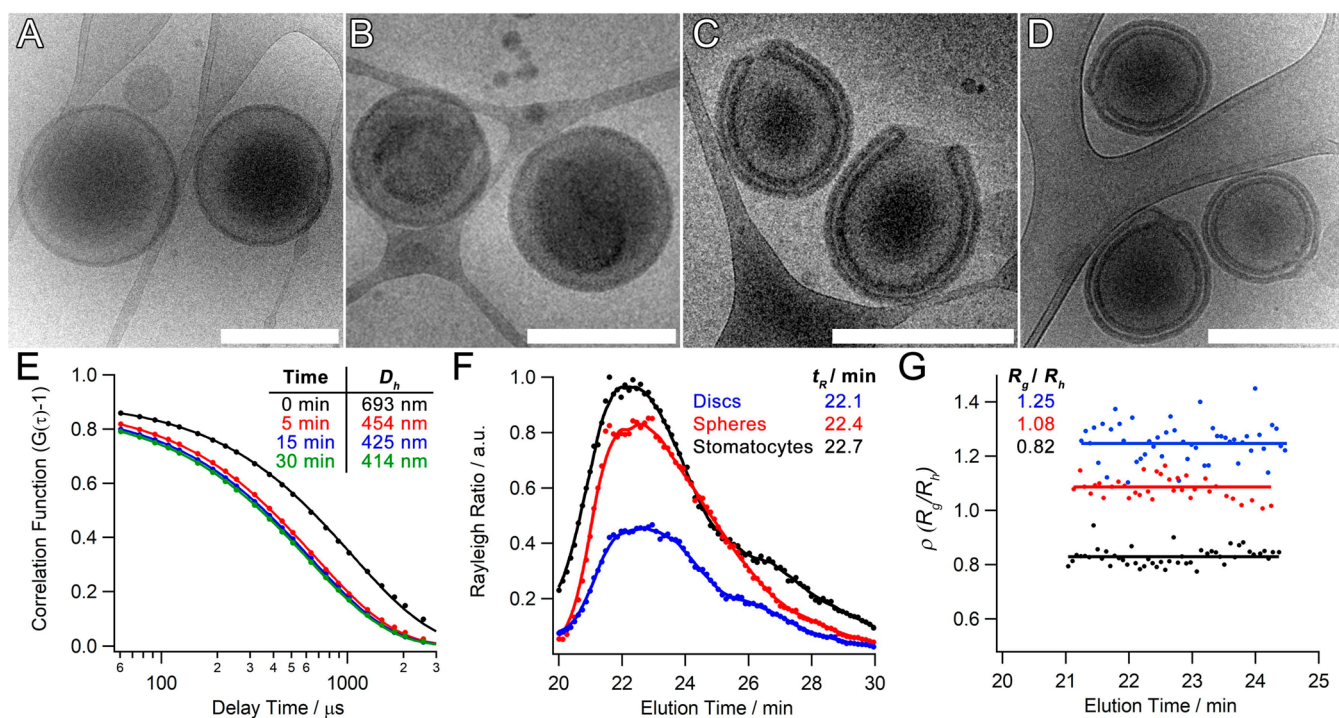 A
B
C
D
E
Correlation Function (G(τ)-1)
1.0
0.8
0.6
0.4
0.2
0.0
Time D_h
0 min 693 nm
5 min 454 nm
15 min 425 nm
30 min 414 nm
6 100 2 3 4 5 6 1000 2 3
Delay Time / μs
F
Rayleigh Ratio / a.u.
1.0
0.8
0.6
0.4
0.2
t_R / min
Discs 22.1
Spheres 22.4
Stomatocytes 22.7
20 22 24 26 28 30
Elution Time / min
G
ρ (R_g/R_h)
1.4
1.2
1.0
0.8
0.6
R_g / R_h
1.25
1.08
0.82
20 21 22 23 24 25
Elution Time / min